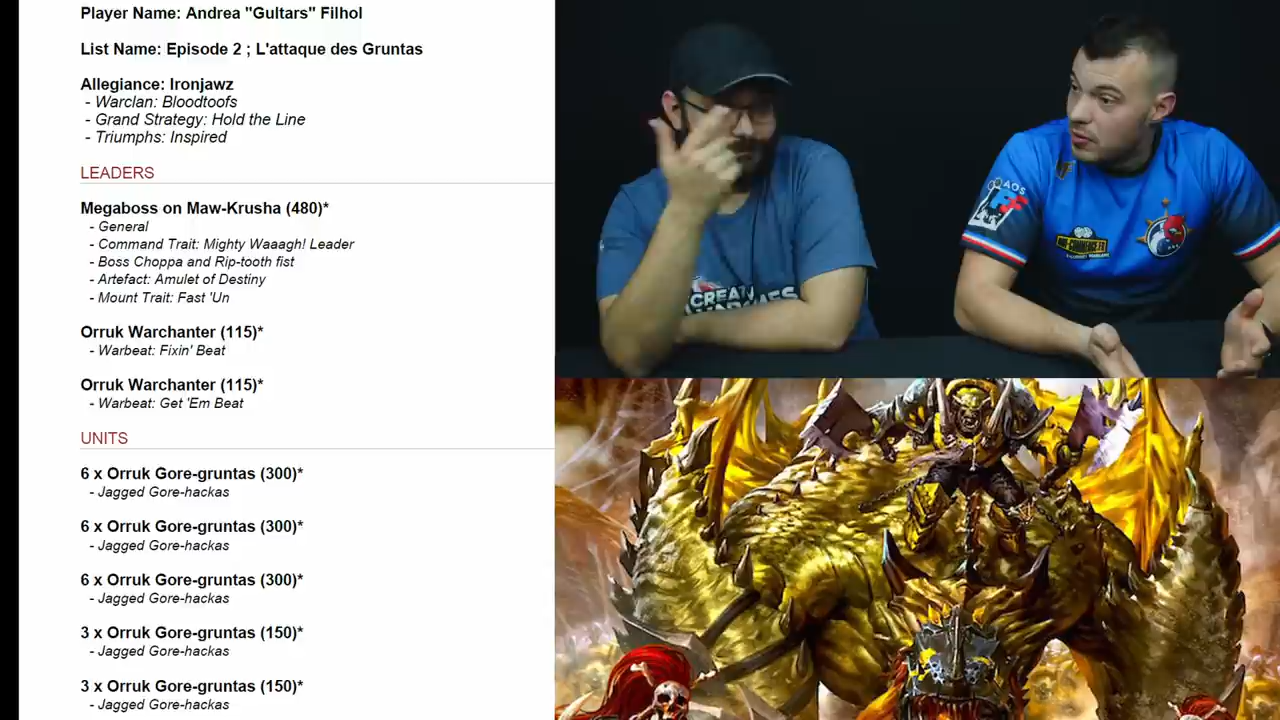 Player Name: Andrea "Gultars" Filhol
List Name: Episode 2 ; L'attaque des Gruntas
Allegiance: Ironjawz
- Warclan: Bloodtoofs
- Grand Strategy: Hold the Line
- Triumphs: Inspired
LEADERS
Megaboss on Maw-Krusha (480)*
- General
- Command Trait: Mighty Waaagh! Leader
- Boss Choppa and Rip-tooth fist
- Artefact: Amulet of Destiny
- Mount Trait: Fast 'Un
Orruk Warchanter (115)*
- Warbeat: Fixin' Beat
Orruk Warchanter (115)*
- Warbeat: Get 'Em Beat
UNITS
6 x Orruk Gore-gruntas (300)*
- Jagged Gore-hackas
6 x Orruk Gore-gruntas (300)*
- Jagged Gore-hackas
6 x Orruk Gore-gruntas (300)*
- Jagged Gore-hackas
3 x Orruk Gore-gruntas (150)*
- Jagged Gore-hackas
3 x Orruk Gore-gruntas (150)*
- Jagged Gore-hackas
AOS
FF